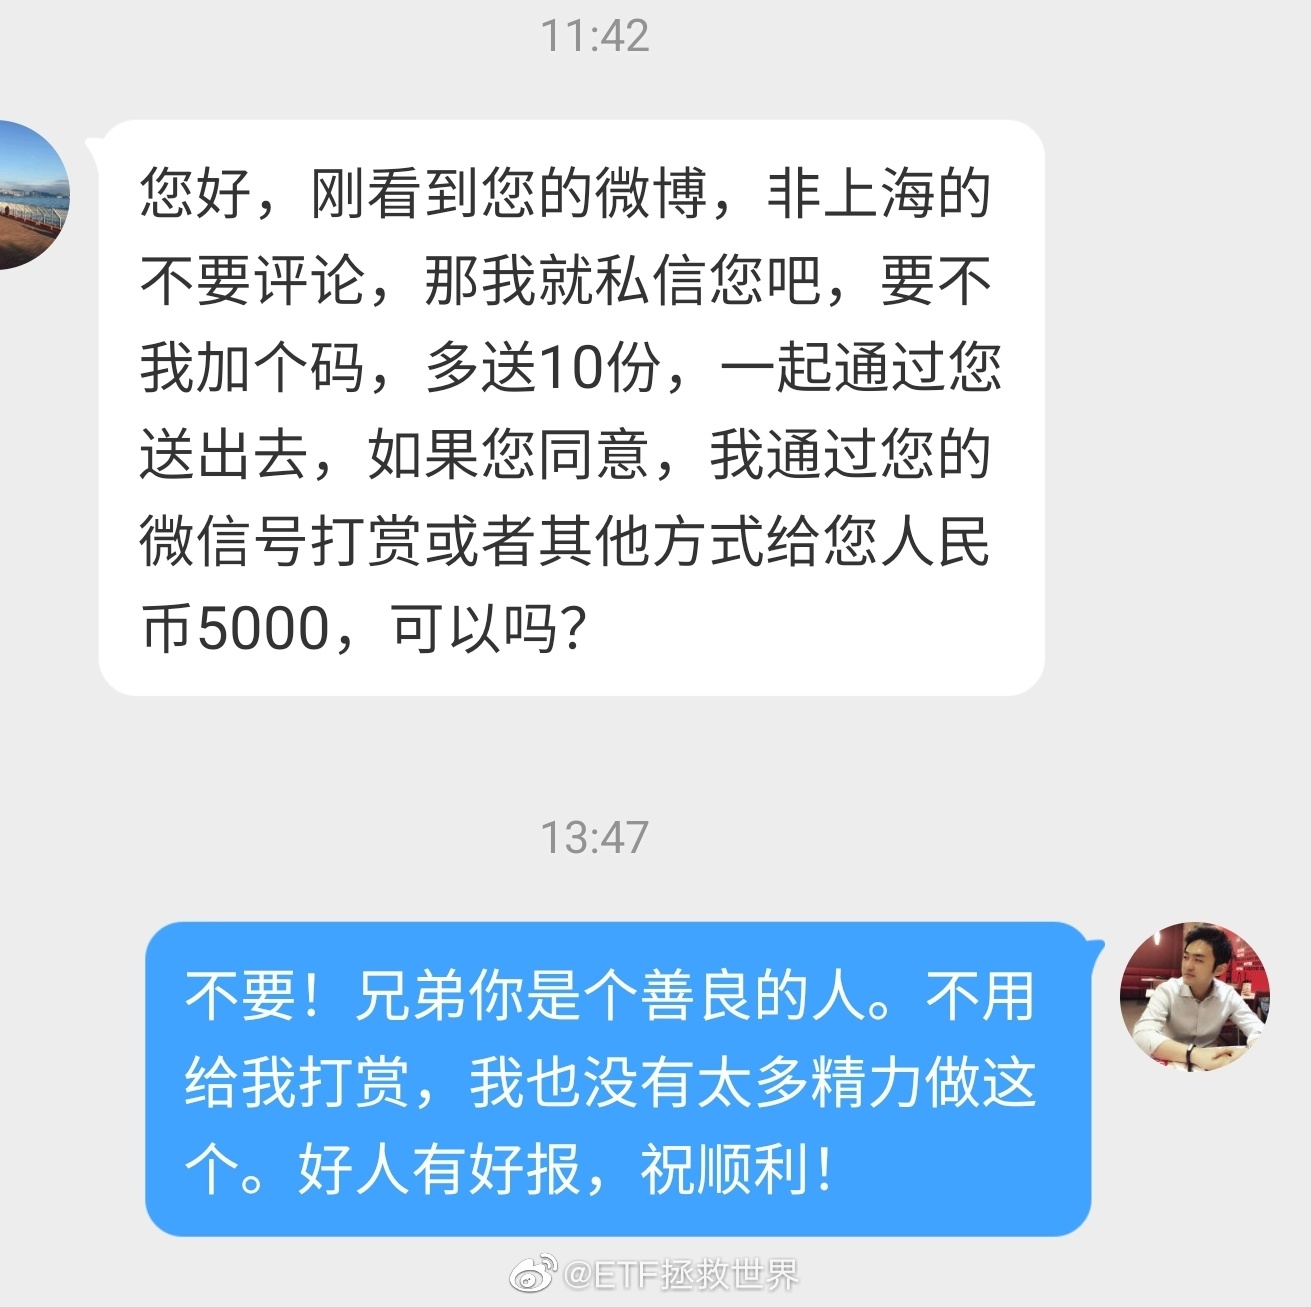 11:42
您好，刚看到您的微博，非上海的
不要评论，那我就私信您吧，要不
我加个码，多送10份，一起通过您
送出去，如果您同意，我通过您的
微信号打赏或者其他方式给您人民
币5000，可以吗？
13:47
不要！兄弟你是个善良的人。不用
给我打赏，我也没有太多精力做这
个。好人有好报，祝顺利！
@ETF拯救世界